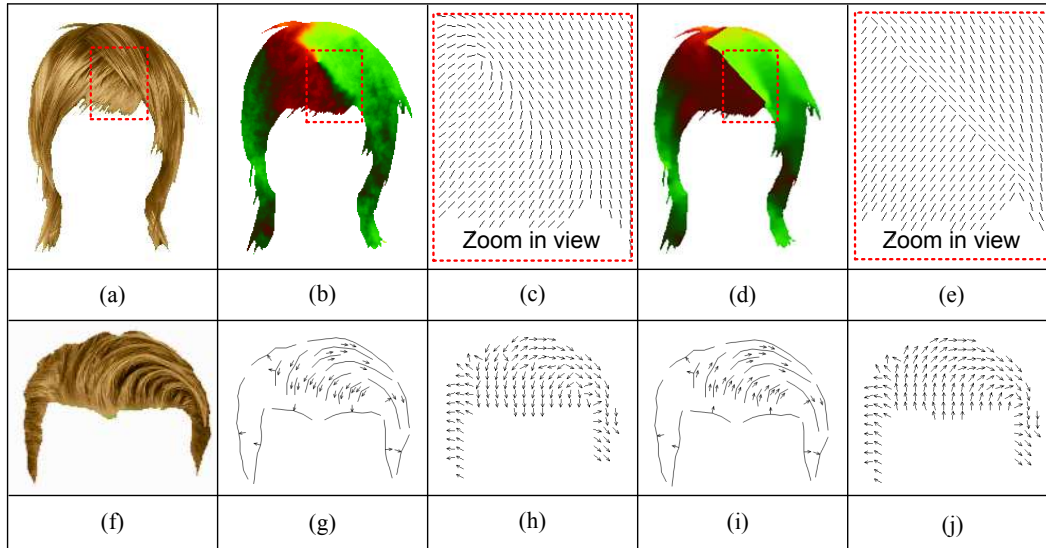 Zoom in view
Zoom in view
(a)
(b)
(c)
(d)
(e)
(f)
(g)
(h)
(i)
(j)